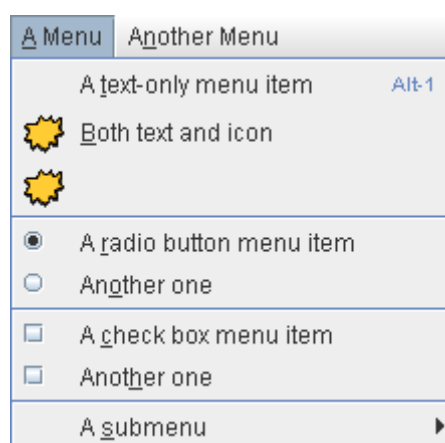 A Menu Another Menu
A text-only menu item Alt-1
Both text and icon
A radio button menu item
Another one
A check box menu item
Another one
A submenu